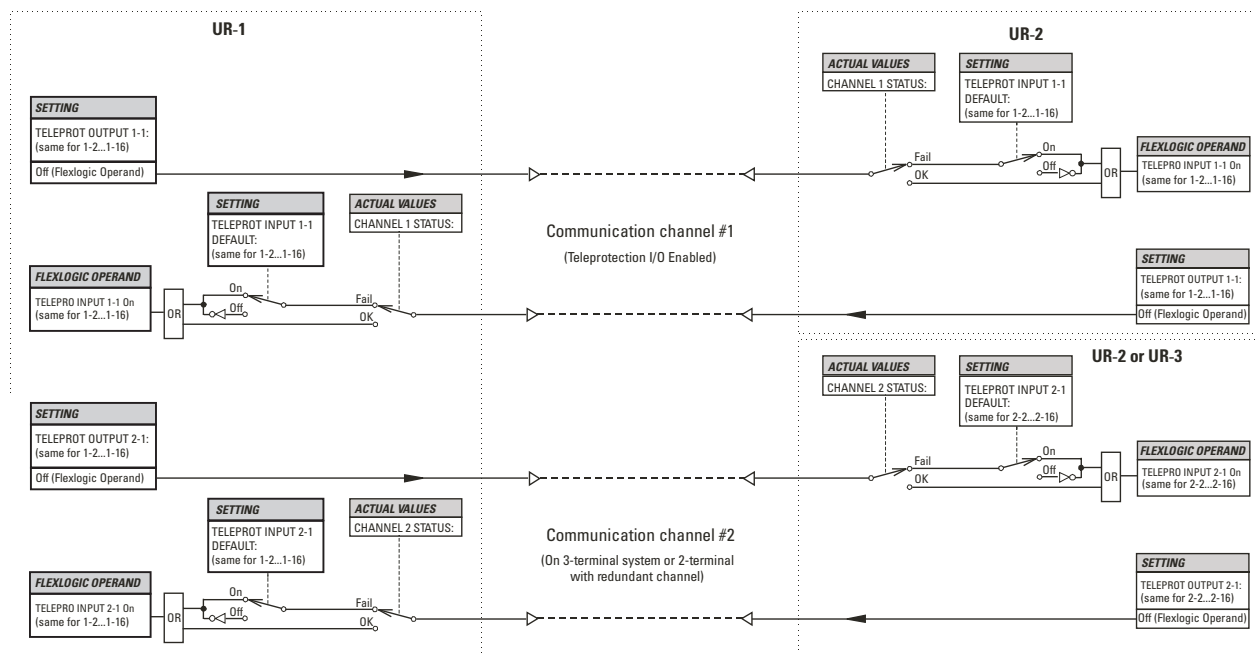 UR-1
SETTING
TELEPROT OUTPUT 1-1:
(same for 1-2...1-16)
Off (Flexlogic Operand)
SETTING
TELEPROT INPUT 1-1
DEFAULT:
(same for 1-2...1-16)
ACTUAL VALUES
CHANNEL 1 STATUS:
FLEXLOGIC OPERAND
TELEPRO INPUT 1-1 On
(same for 1-2...1-16)
OR
On
Off
Fail
OK
SETTING
TELEPROT OUTPUT 2-1:
(same for 1-2...1-16)
Off (Flexlogic Operand)
SETTING
TELEPROT INPUT 2-1
DEFAULT:
(same for 1-2...1-16)
ACTUAL VALUES
CHANNEL 2 STATUS:
FLEXLOGIC OPERAND
TELEPRO INPUT 2-1 On
(same for 1-2...1-16)
OR
On
Off
Fail
OK
Communication channel #1
(Teleprotection I/O Enabled)
Communication channel #2
(On 3-terminal system or 2-terminal
with redundant channel)
UR-2
ACTUAL VALUES
CHANNEL 1 STATUS:
SETTING
TELEPROT INPUT 1-1
DEFAULT:
(same for 1-2...1-16)
Fail
OK
On
Off
OR
FLEXLOGIC OPERAND
TELEPRO INPUT 1-1 On
(same for 1-2...1-16)
SETTING
TELEPROT OUTPUT 1-1:
(same for 1-2...1-16)
Off (Flexlogic Operand)
UR-2 or UR-3
ACTUAL VALUES
CHANNEL 2 STATUS:
SETTING
TELEPROT INPUT 2-1
DEFAULT:
(same for 2-2...2-16)
Fail
OK
On
Off
OR
FLEXLOGIC OPERAND
TELEPRO INPUT 2-1 On
(same for 2-2...2-16)
SETTING
TELEPROT OUTPUT 2-1:
(same for 2-2...2-16)
Off (Flexlogic Operand)